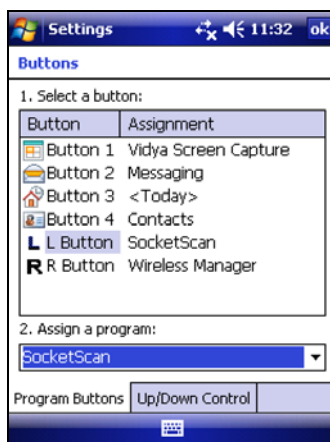 Settings 11:32 ok
Buttons
1. Select a button:
Button Assignment
Button 1 Vidya Screen Capture
Button 2 Messaging
Button 3 <Today>
Button 4 Contacts
L L Button SocketScan
R R Button Wireless Manager
2. Assign a program:
SocketScan
Program Buttons Up/Down Control